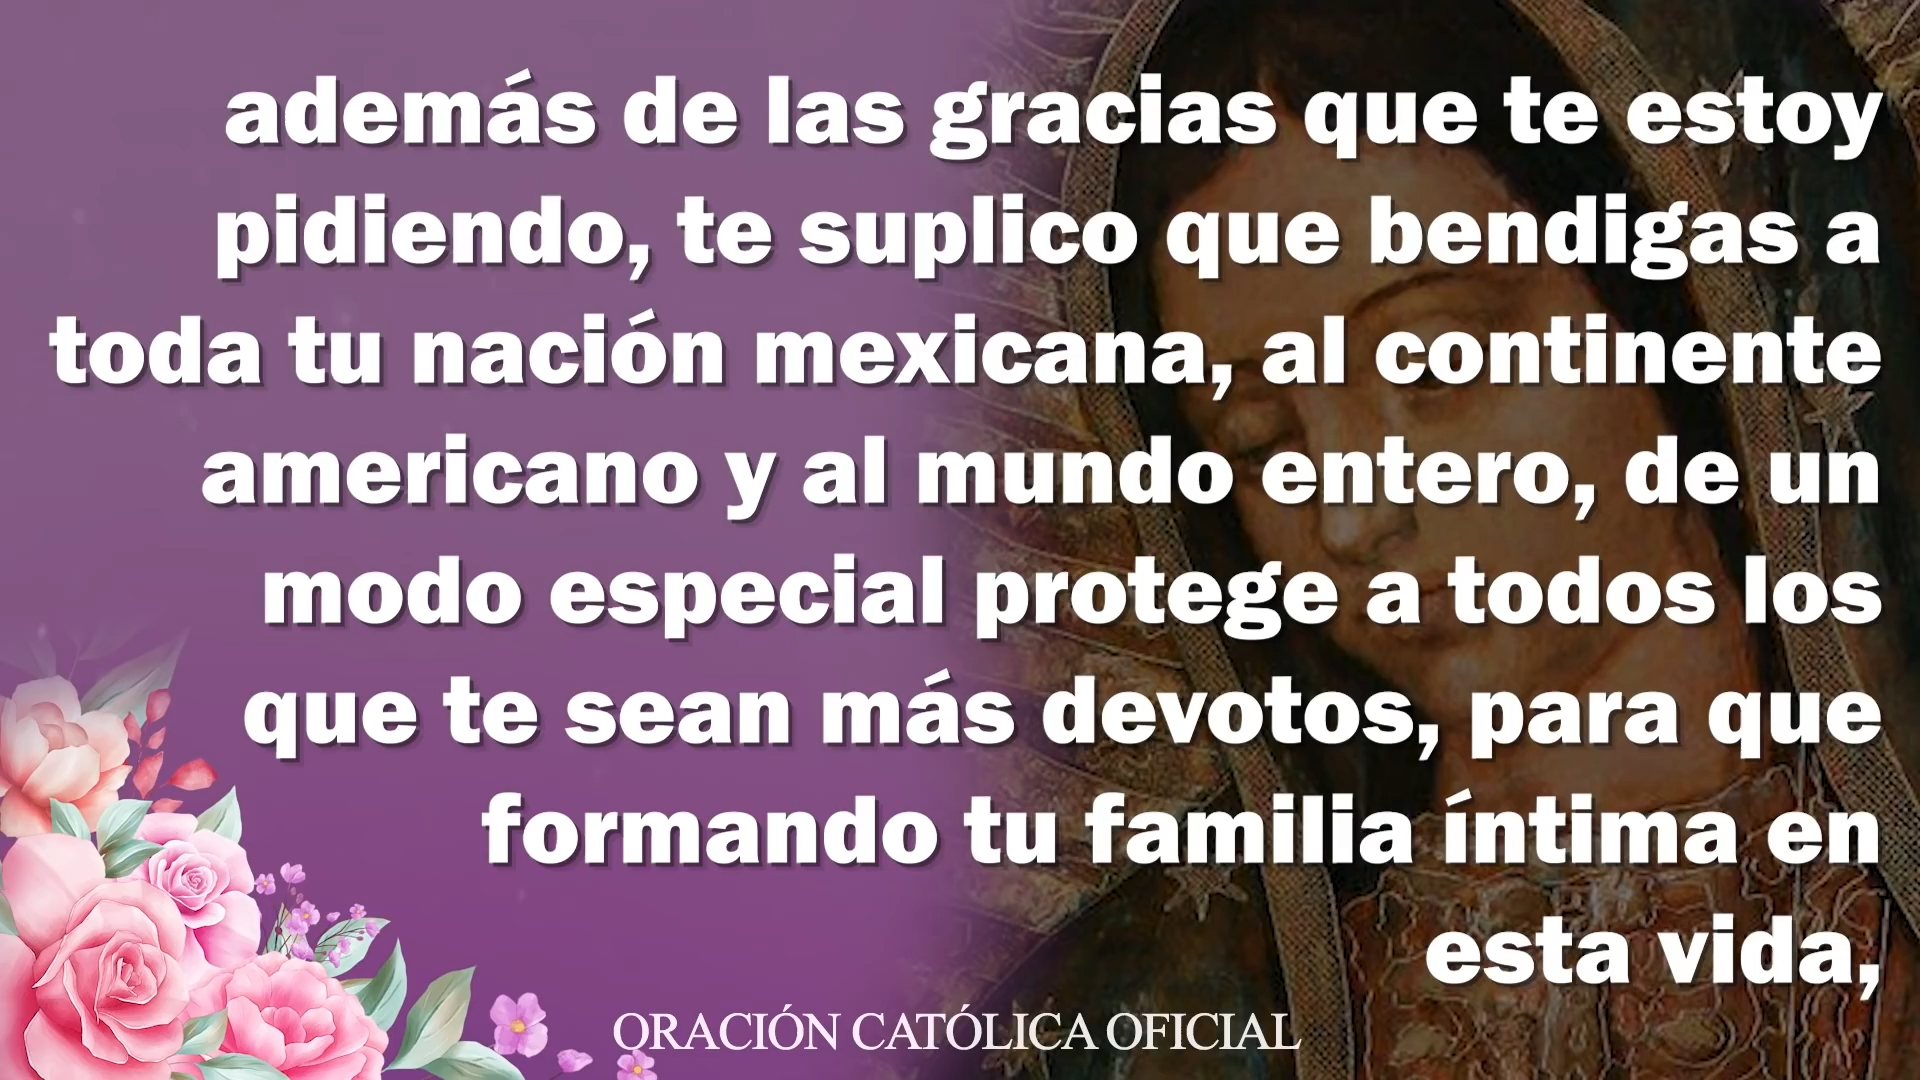 además de las gracias que te estoy
pidiendo, te suplico que bendigas a
toda tu nación mexicana, al continente
americano y al mundo entero, de un
modo especial protege a todos los
que te sean más devotos, para que
formando tu familia íntima en
esta vida,
ORACIÓN CATÓLICA OFICIAL